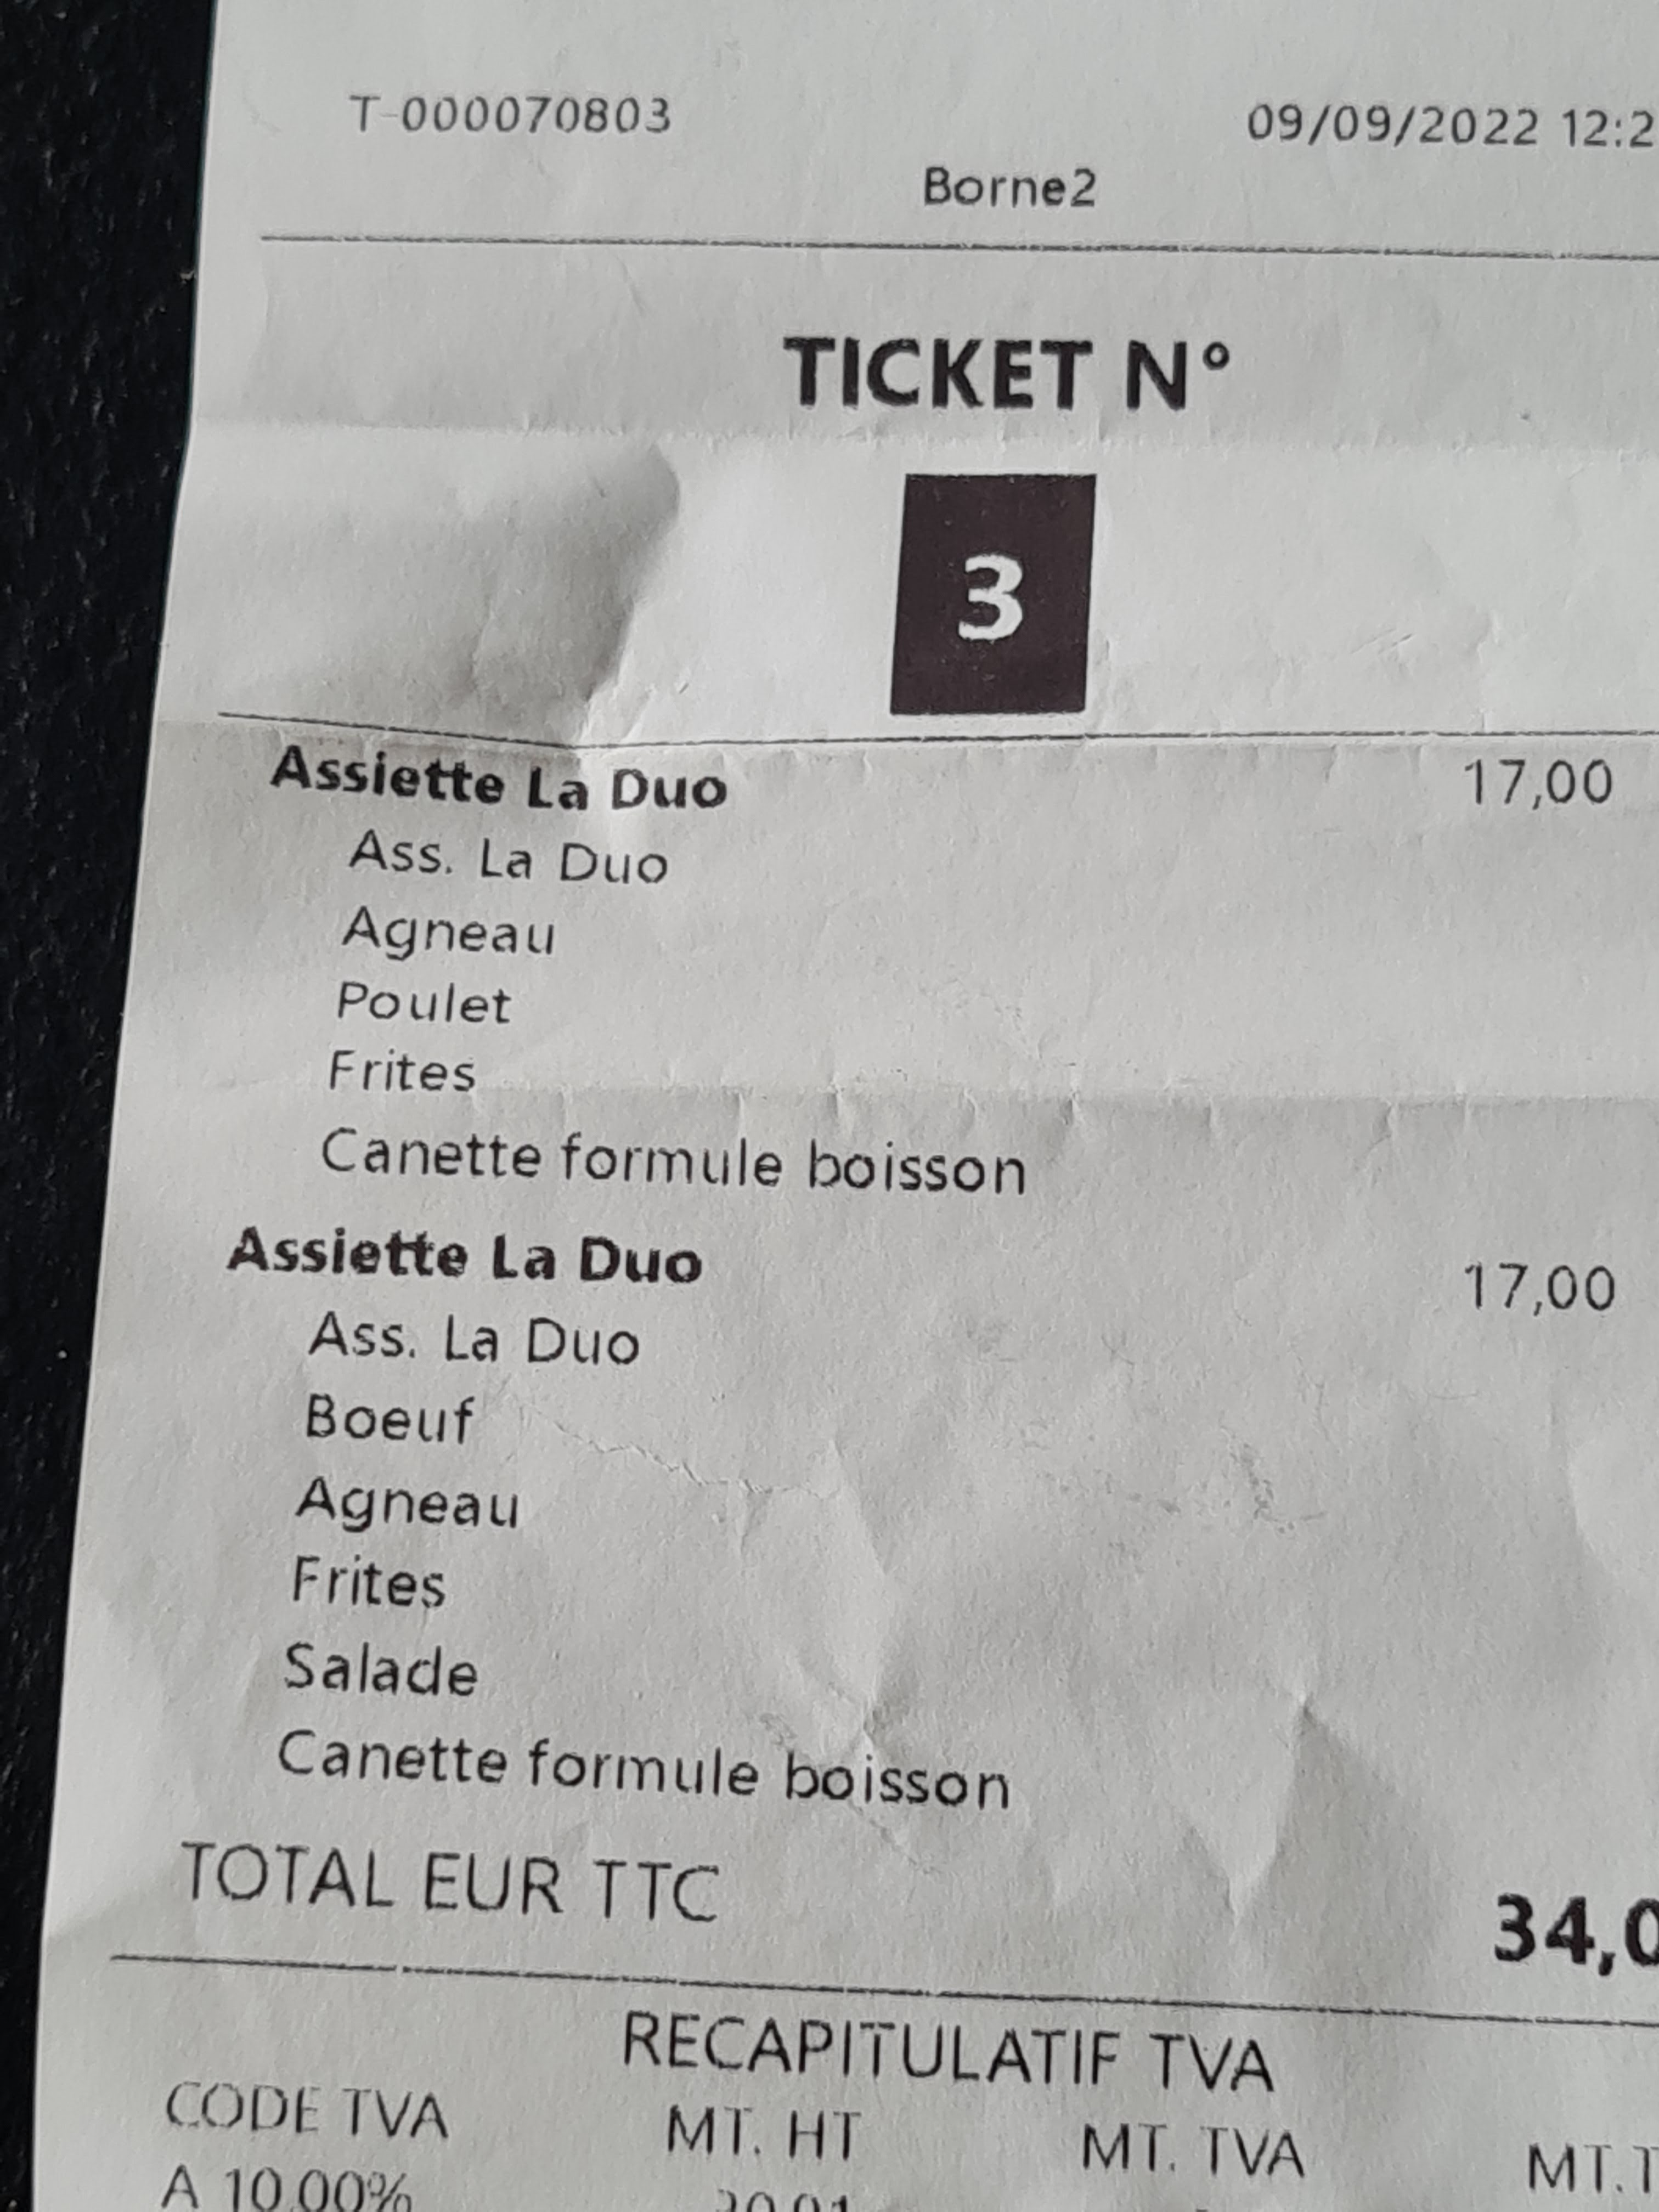 T-000070803 09/09/2022 12:2
Borne2
TICKET N°
3
Assiette La Duo 17,00
Ass. La Duo
Agneau
Poulet
Frites
Canette formule boisson
Assiette La Duo 17,00
Ass. La Duo
Boeuf
Agneau
Frites
Salade
Canette formule boisson
TOTAL EUR TTC 34,0
RECAPITULATIF TVA
CODE TVA MT. HT MT. TVA MT.T
A 10,00%